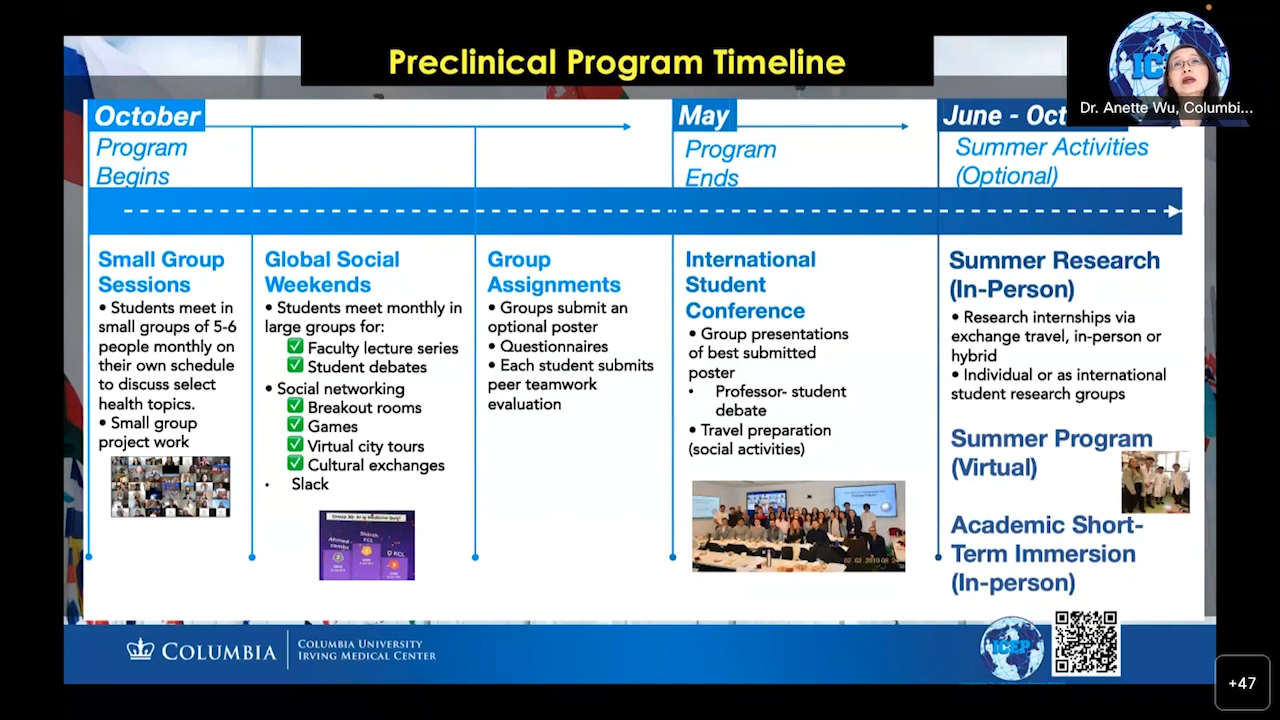 Preclinical Program Timeline
Dr. Anette Wu, Columbi...
October
Program
Begins
May
Program
Ends
June - Oct
Summer Activities
(Optional)
Small Group
Sessions
• Students meet in
small groups of 5-6
people monthly on
their own schedule
to discuss select
health topics.
• Small group
project work
Global Social
Weekends
• Students meet monthly in
large groups for:
✅ Faculty lecture series
✅ Student debates
• Social networking
✅ Breakout rooms
✅ Games
✅ Virtual city tours
✅ Cultural exchanges
• Slack
Group
Assignments
• Groups submit an
optional poster
• Questionnaires
• Each student submits
peer teamwork
evaluation
International
Student
Conference
• Group presentations
of best submitted
poster
• Professor- student
debate
• Travel preparation
(social activities)
Summer Research
(In-Person)
• Research internships via
exchange travel, in-person or
hybrid
• Individual or as international
student research groups
Summer Program
(Virtual)
Academic Short-
Term Immersion
(In-person)
COLUMBIA
COLUMBIA UNIVERSITY
IRVING MEDICAL CENTER
ICEP
+47